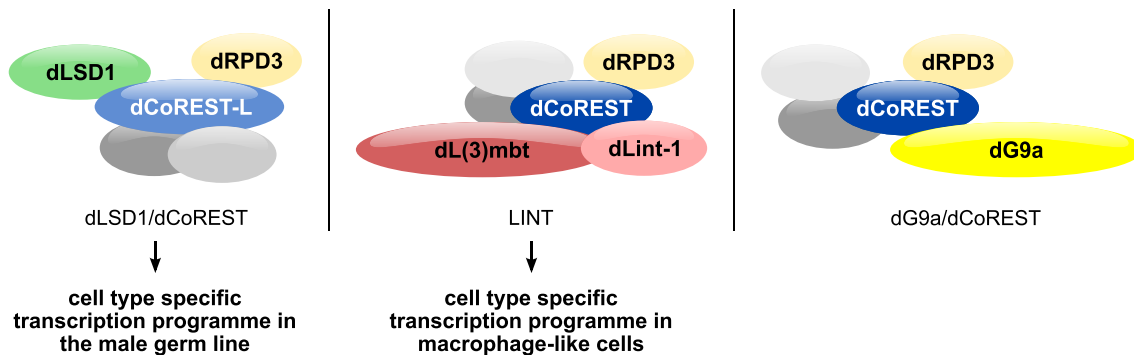 dLSD1
dRPD3
dCoREST-L
dLSD1/dCoREST
cell type specific
transcription programme in
the male germ line
dRPD3
dCoREST
dL(3)mbt
dLint-1
LINT
cell type specific
transcription programme in
macrophage-like cells
dRPD3
dCoREST
dG9a
dG9a/dCoREST